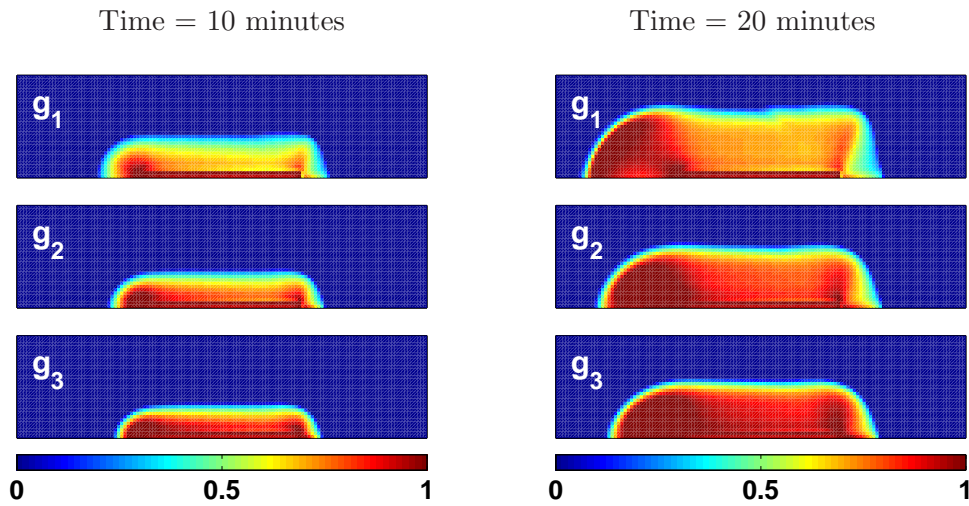 Time = 10 minutes
Time = 20 minutes
g1
g1
g2
g2
g3
g3
0 0.5 1
0 0.5 1